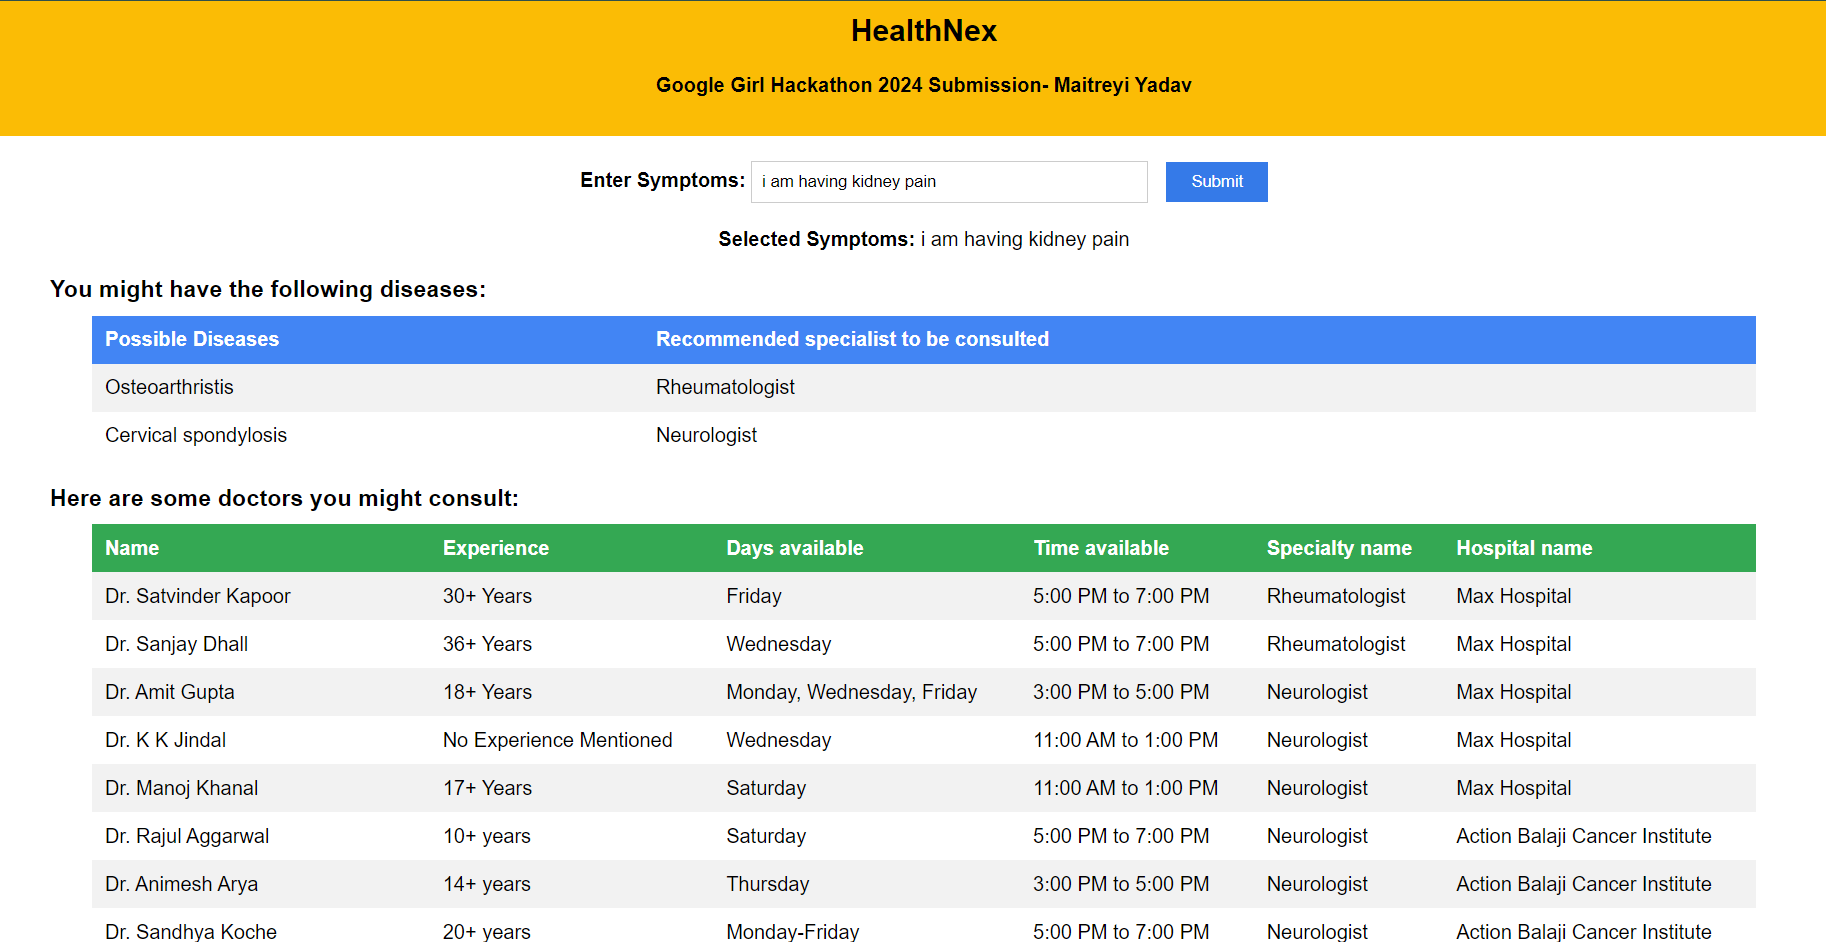 HealthNex
Google Girl Hackathon 2024 Submission- Maitreyi Yadav
Enter Symptoms: i am having kidney pain Submit
Selected Symptoms: i am having kidney pain
You might have the following diseases:
Possible Diseases Recommended specialist to be consulted
Osteoarthristis Rheumatologist
Cervical spondylosis Neurologist
Here are some doctors you might consult:
Name Experience Days available Time available Specialty name Hospital name
Dr. Satvinder Kapoor 30+ Years Friday 5:00 PM to 7:00 PM Rheumatologist Max Hospital
Dr. Sanjay Dhall 36+ Years Wednesday 5:00 PM to 7:00 PM Rheumatologist Max Hospital
Dr. Amit Gupta 18+ Years Monday, Wednesday, Friday 3:00 PM to 5:00 PM Neurologist Max Hospital
Dr. K K Jindal No Experience Mentioned Wednesday 11:00 AM to 1:00 PM Neurologist Max Hospital
Dr. Manoj Khanal 17+ Years Saturday 11:00 AM to 1:00 PM Neurologist Max Hospital
Dr. Rajul Aggarwal 10+ years Saturday 5:00 PM to 7:00 PM Neurologist Action Balaji Cancer Institute
Dr. Animesh Arya 14+ years Thursday 3:00 PM to 5:00 PM Neurologist Action Balaji Cancer Institute
Dr. Sandhya Koche 20+ years Monday-Friday 5:00 PM to 7:00 PM Neurologist Action Balaji Cancer Institute